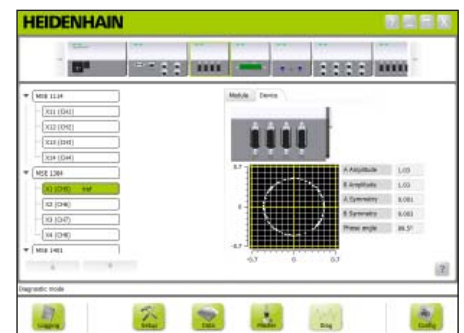 HEIDENHAIN
MSE 1114
X11 (CH1)
X12 (CH2)
X13 (CH3)
X14 (CH4)
MSE 1384
X1 (CH5) Ref
X2 (CH6)
X3 (CH7)
X4 (CH8)
MSE 1401
Module Device
0.7
0
-0.7
-0.7 0 0.7
A Amplitude 1.03
B Amplitude 1.03
A Symmetry 0.001
B Symmetry 0.001
Phase angle 89.5°
?
Diagnostic mode
Logging Setup Data Master Diag Config